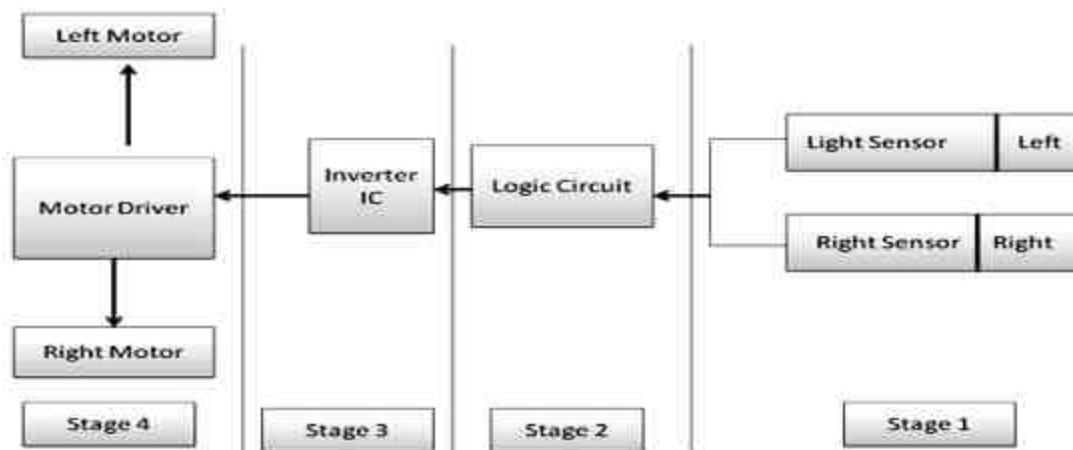 Left Motor
Motor Driver
Right Motor
Stage 4
Inverter
IC
Stage 3
Logic Circuit
Stage 2
Light Sensor
Left
Right Sensor
Right
Stage 1